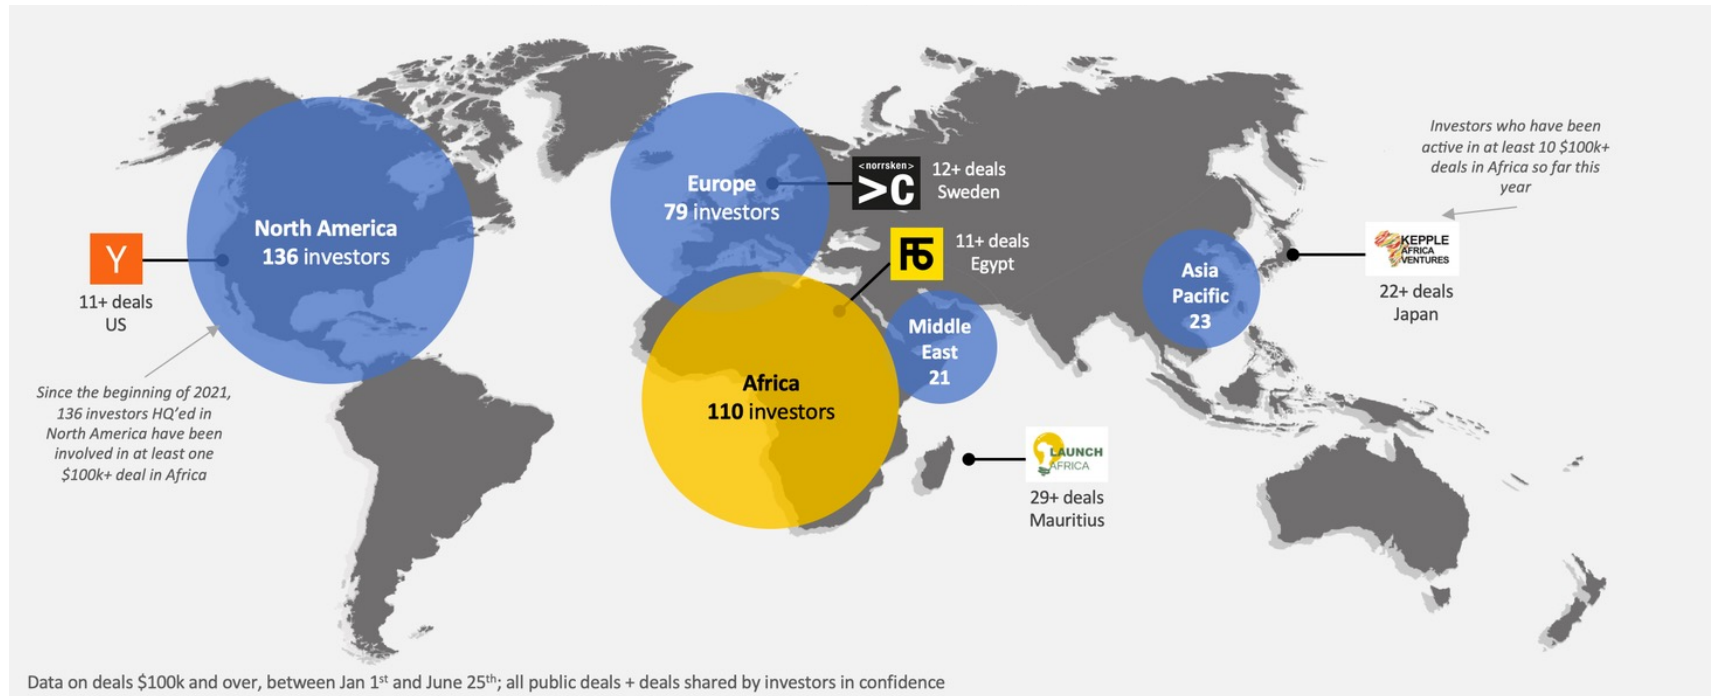 North America
136 investors
Y
11+ deals
US
Since the beginning of 2021,
136 investors HQ'ed in
North America have been
involved in at least one
$100k+ deal in Africa
Europe
79 investors
<norrsken>
>C
12+ deals
Sweden
11+ deals
Egypt
Africa
110 investors
Middle
East
21
Asia
Pacific
23
Investors who have been
active in at least 10 $100k+
deals in Africa so far this
year
KEPPLE
AFRICA
VENTURES
22+ deals
Japan
LAUNCH
AFRICA
29+ deals
Mauritius
Data on deals $100k and over, between Jan 1st and June 25th; all public deals + deals shared by investors in confidence